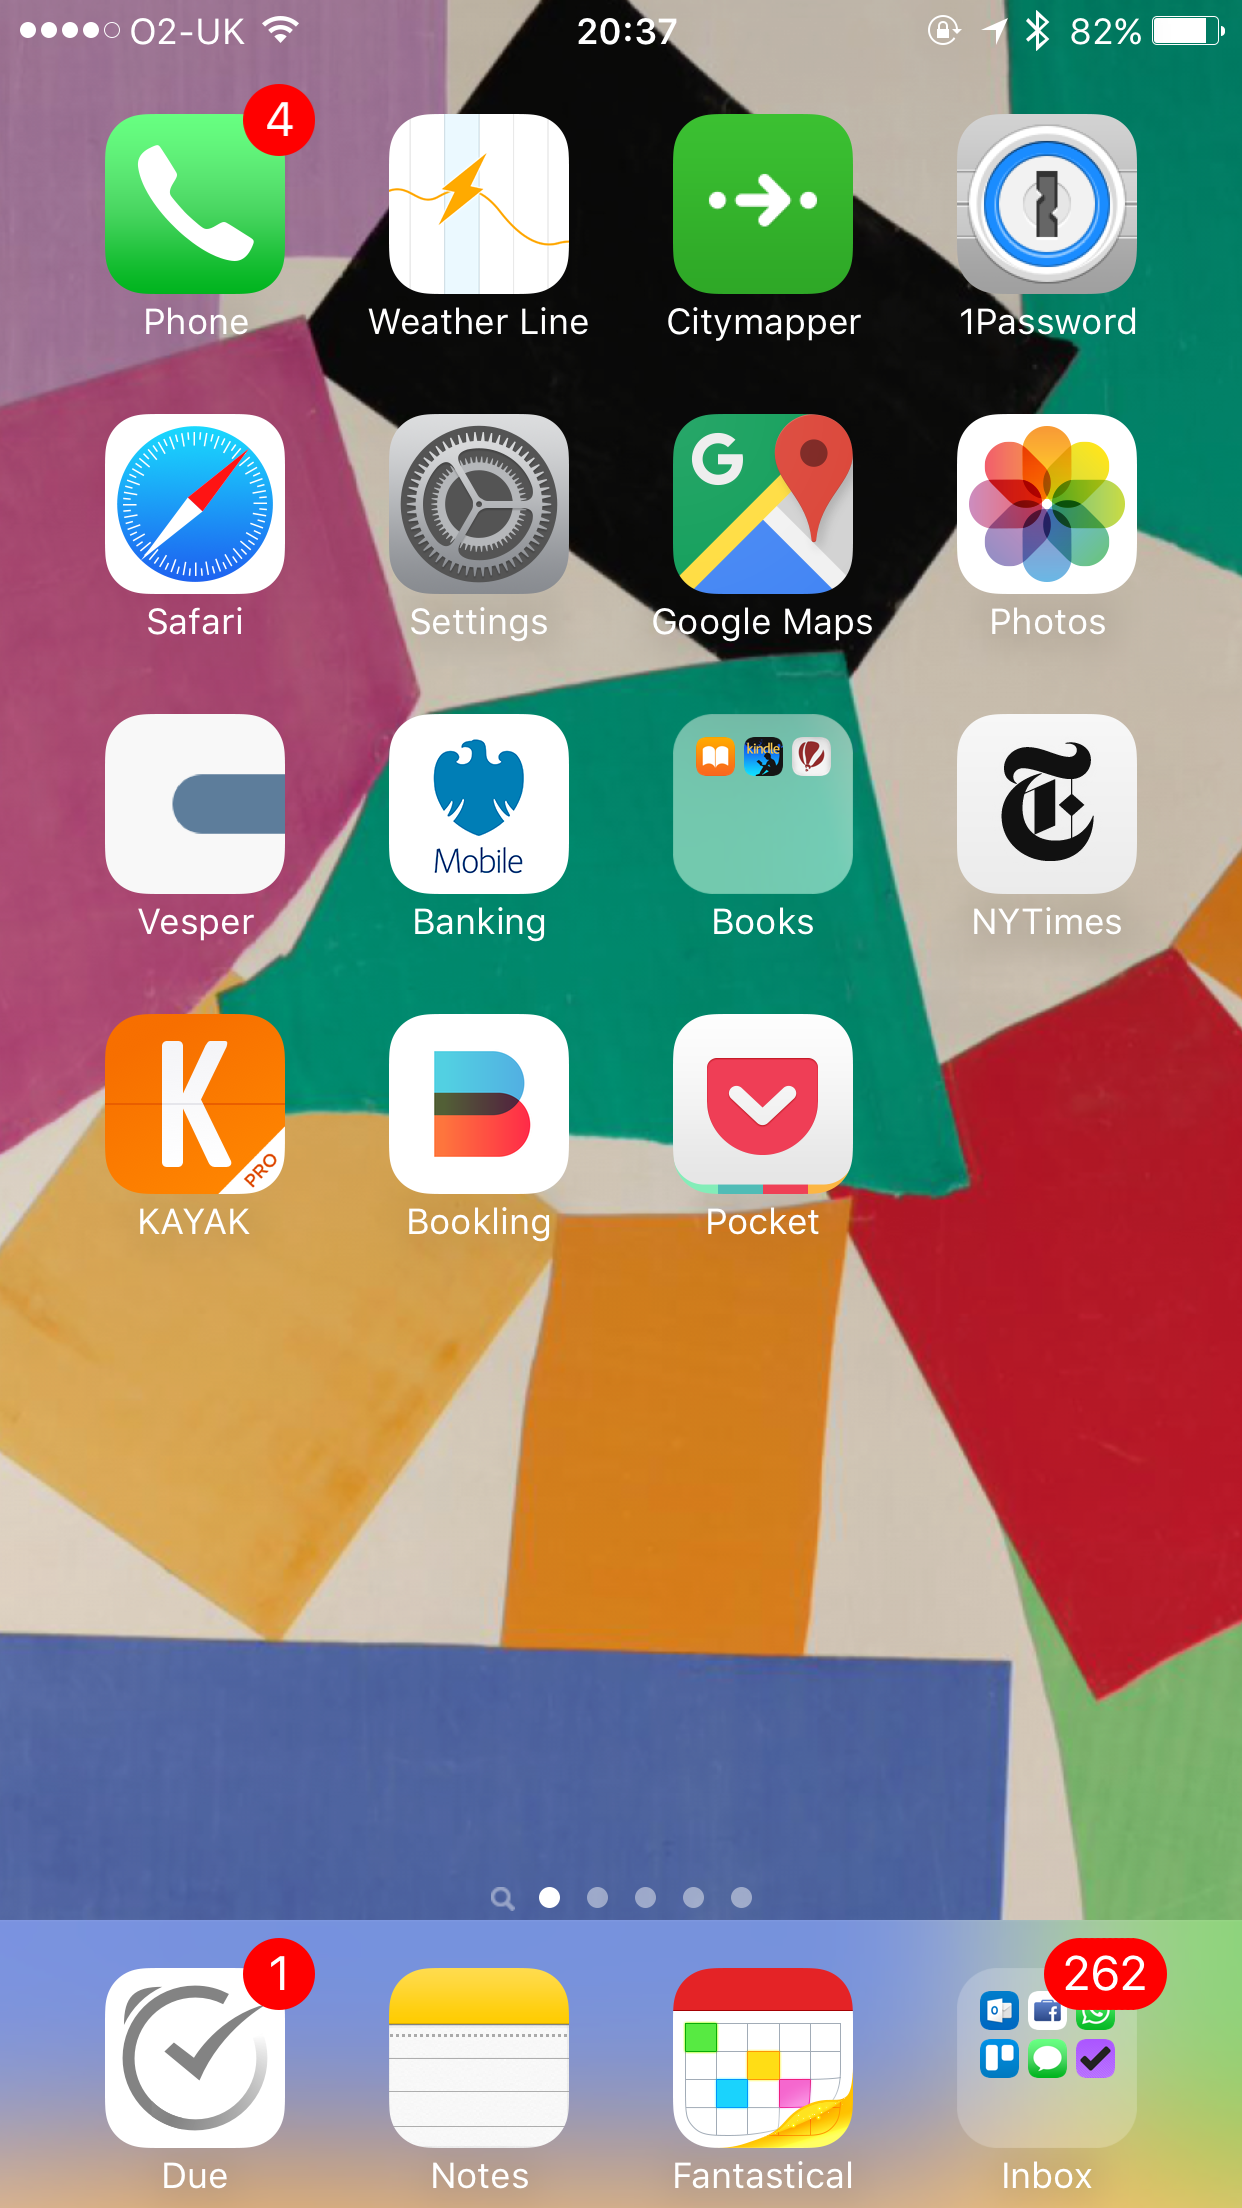 O2-UK 20:37 82%
4
Phone Weather Line Citymapper 1Password
G
Safari Settings Google Maps Photos
kindle
Mobile
Vesper Banking Books NYTimes
K
PRO
KAYAK Bookling Pocket
1 262
Due Notes Fantastical Inbox